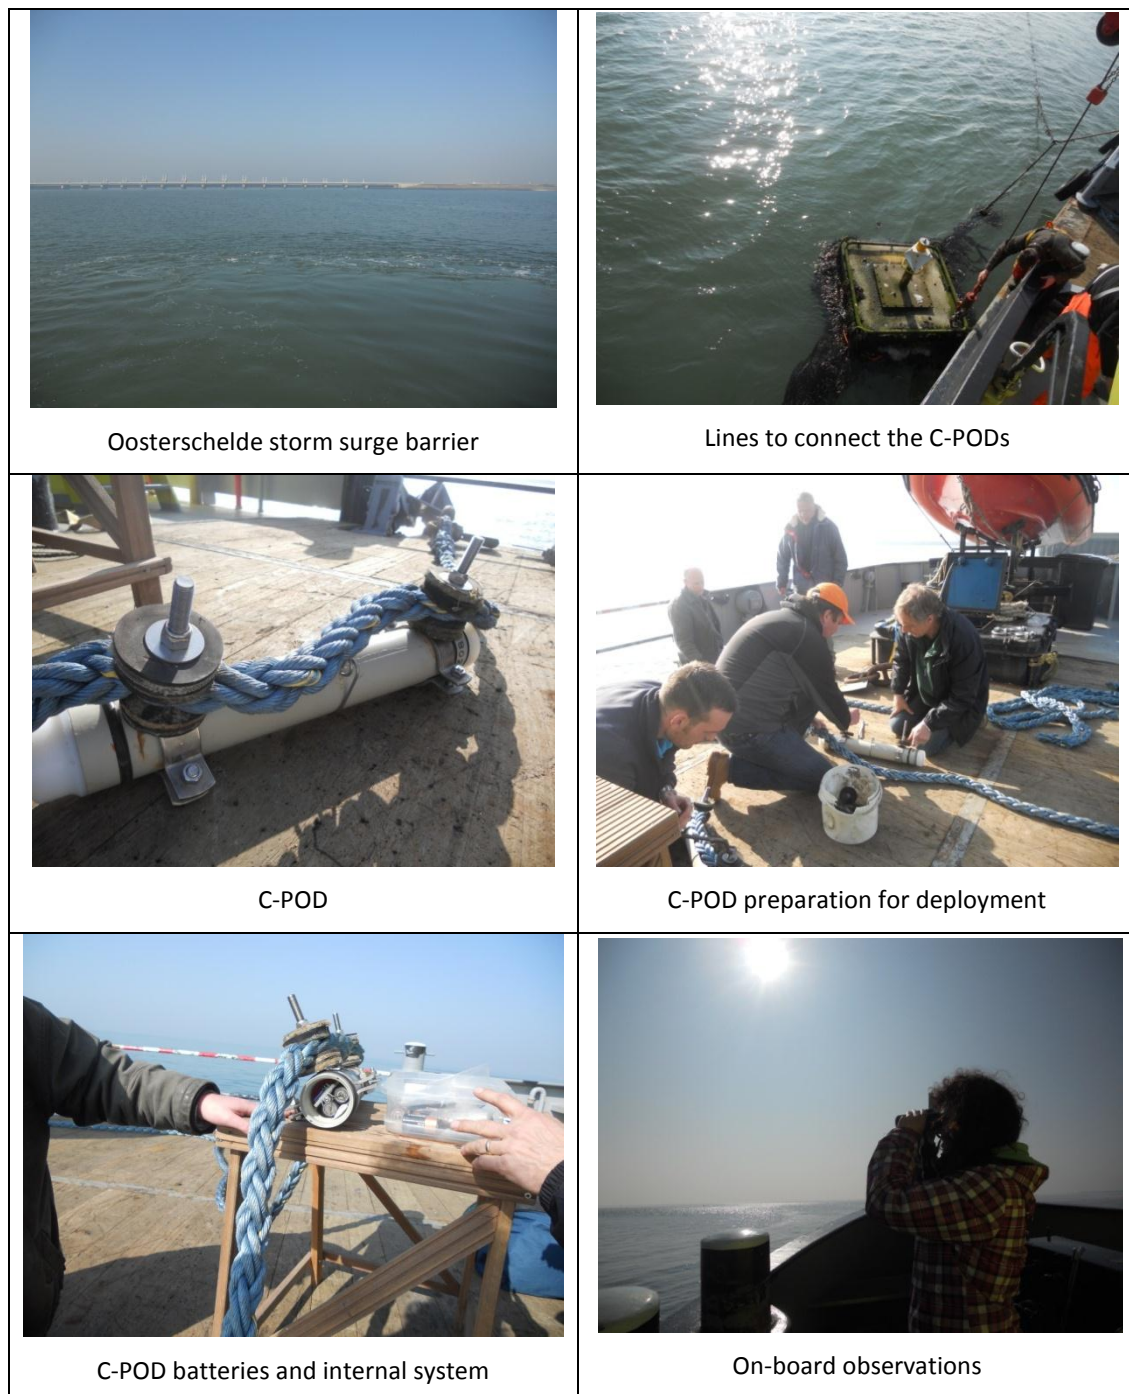 Oosterschelde storm surge barrier
Lines to connect the C-PODs
C-POD
C-POD preparation for deployment
C-POD batteries and internal system
On-board observations